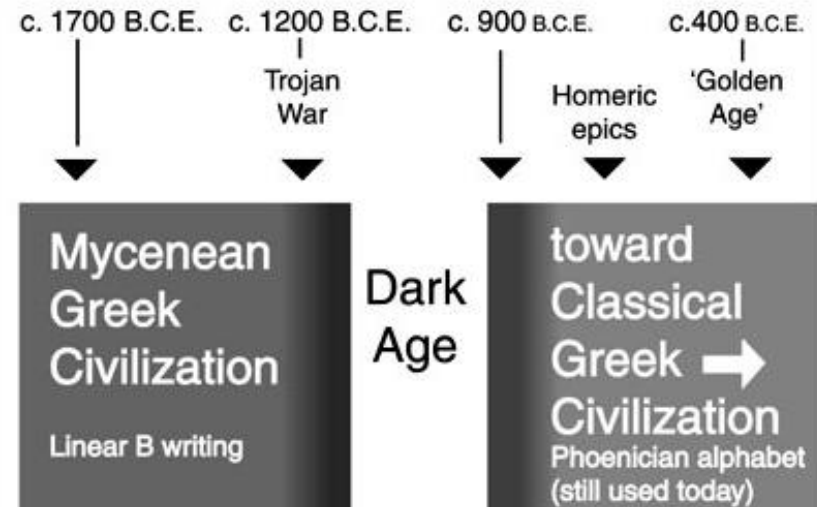 c. 1700 B.C.E. c. 1200 B.C.E. c. 900 B.C.E. c.400 B.C.E.
Trojan
War
Homeric
epics
'Golden
Age'
Mycenean
Greek
Civilization
Linear B writing
Dark
Age
toward
Classical
Greek
Civilization
Phoenician alphabet
(still used today)